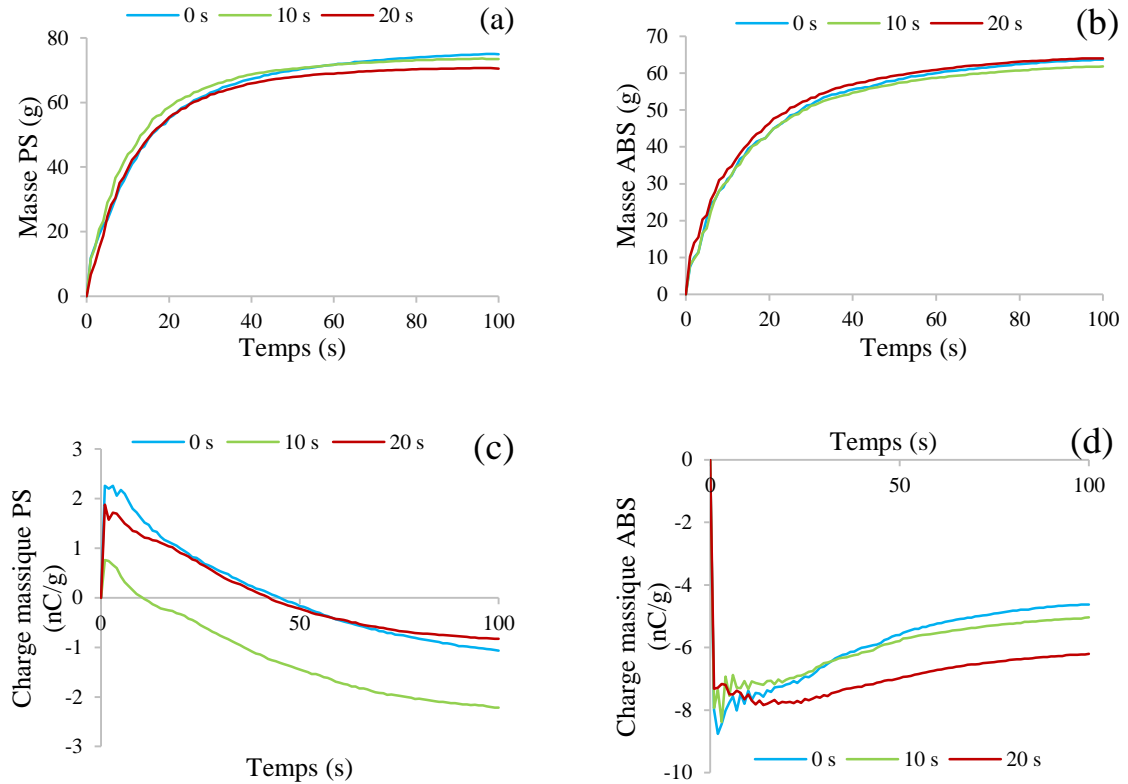 0 s 10 s 20 s
(a)
80
60
40
20
0
Masse PS (g)
0 20 40 60 80 100
Temps (s)
0 s 10 s 20 s
(b)
70
60
50
40
30
20
10
0
Masse ABS (g)
0 20 40 60 80 100
Temps (s)
0 s 10 s 20 s
(c)
3
2
1
0
-1
-2
-3
Charge massique PS
(nC/g)
0 50 100
Temps (s)
Temps (s)
(d)
0
-2
-4
-6
-8
-10
Charge massique ABS
(nC/g)
0 50 100
0 s 10 s 20 s